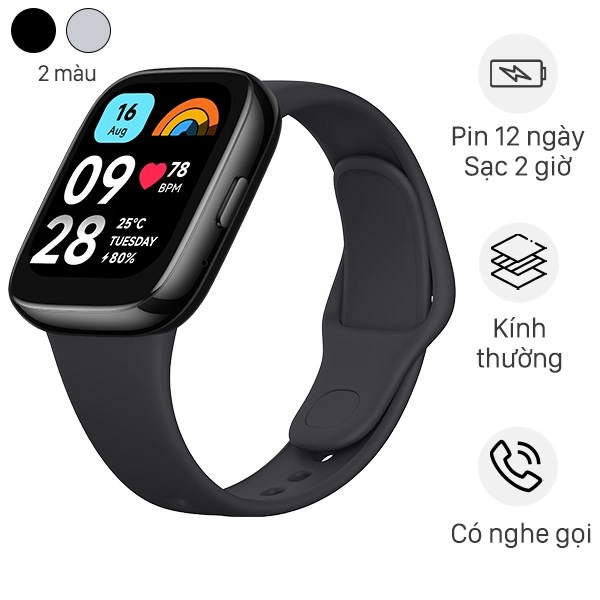 2 màu
16
Aug
09
78
BPM
28
25°C
TUESDAY
80%
Pin 12 ngày
Sạc 2 giờ
Kính
thường
Có nghe gọi